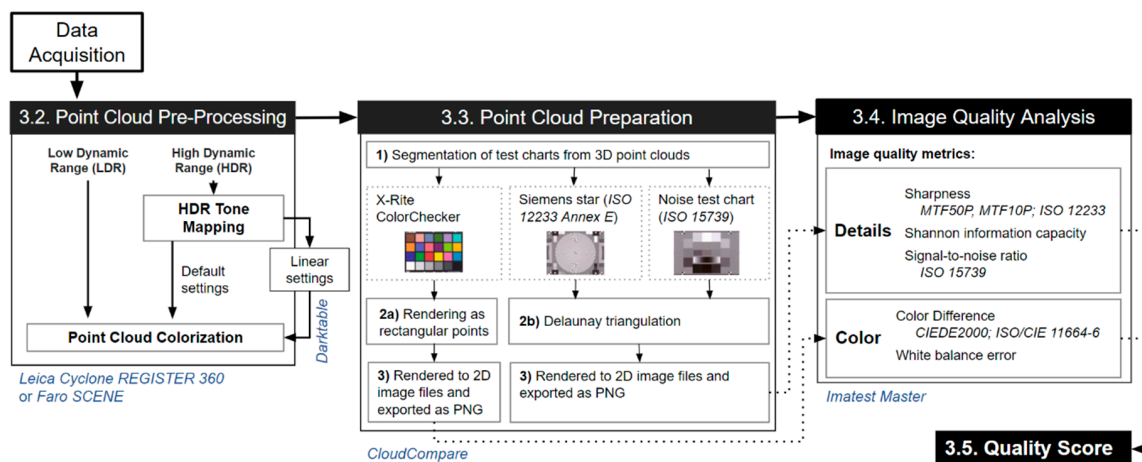 Data
Acquisition
3.2. Point Cloud Pre-Processing
Low Dynamic
Range (LDR)
High Dynamic
Range (HDR)
HDR Tone
Mapping
Default
settings
Linear
settings
Point Cloud Colorization
Darktable
Leica Cyclone REGISTER 360
or Faro SCENE
3.3. Point Cloud Preparation
1) Segmentation of test charts from 3D point clouds
X-Rite
ColorChecker
Siemens star (ISO
12233 Annex E)
Noise test chart
(ISO 15739)
2a) Rendering as
rectangular points
2b) Delaunay triangulation
3) Rendered to 2D
image files and
exported as PNG
3) Rendered to 2D image files and
exported as PNG
CloudCompare
3.4. Image Quality Analysis
Image quality metrics:
Details
Sharpness
MTF50P, MTF10P; ISO 12233
Shannon information capacity
Signal-to-noise ratio
ISO 15739
Color
Color Difference
CIEDE2000; ISO/CIE 11664-6
White balance error
Imatest Master
3.5. Quality Score